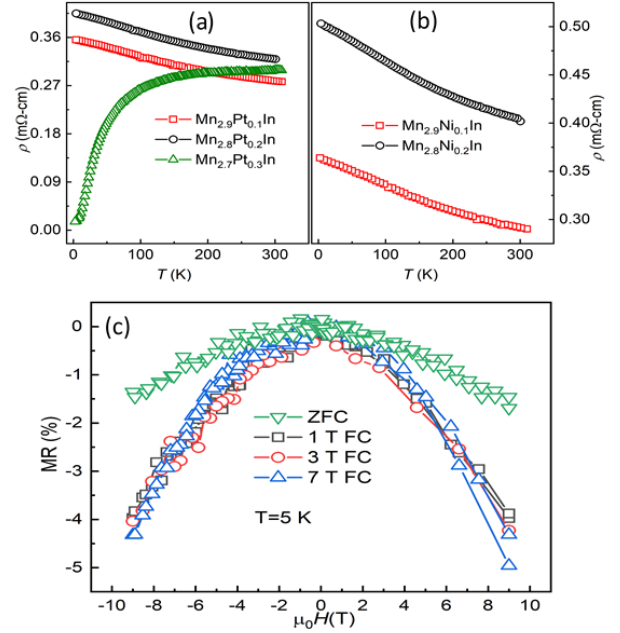 (a)
0.36
0.27
0.18
0.09
0.00
ρ (mΩ-cm)
Mn2.9Pt0.1In
Mn2.8Pt0.2In
Mn2.7Pt0.3In
0 100 200 300
T (K)
(b)
0.50
0.45
0.40
0.35
0.30
ρ (mΩ-cm)
Mn2.9Ni0.1In
Mn2.8Ni0.2In
0 100 200 300
T (K)
(c)
0
-1
-2
-3
-4
-5
MR (%)
ZFC
1 T FC
3 T FC
7 T FC
T=5 K
-10 -8 -6 -4 -2 0 2 4 6 8 10
μ0H(T)